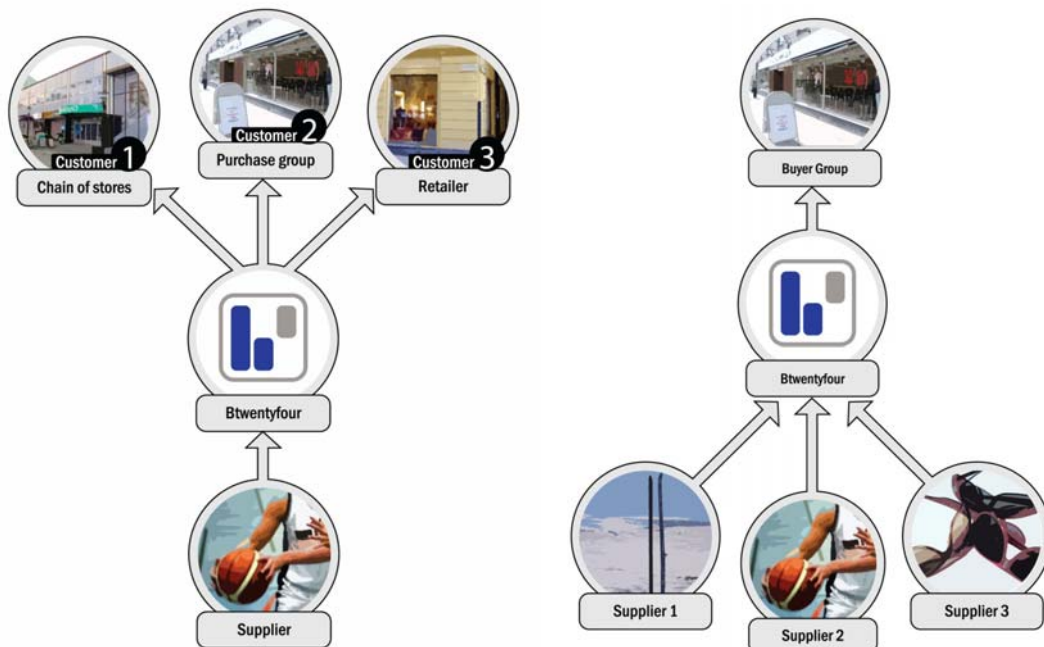 Customer 1
Chain of stores
Customer 2
Purchase group
Customer 3
Retailer
Btwentyfour
Supplier
Buyer Group
Btwentyfour
Supplier 1
Supplier 2
Supplier 3